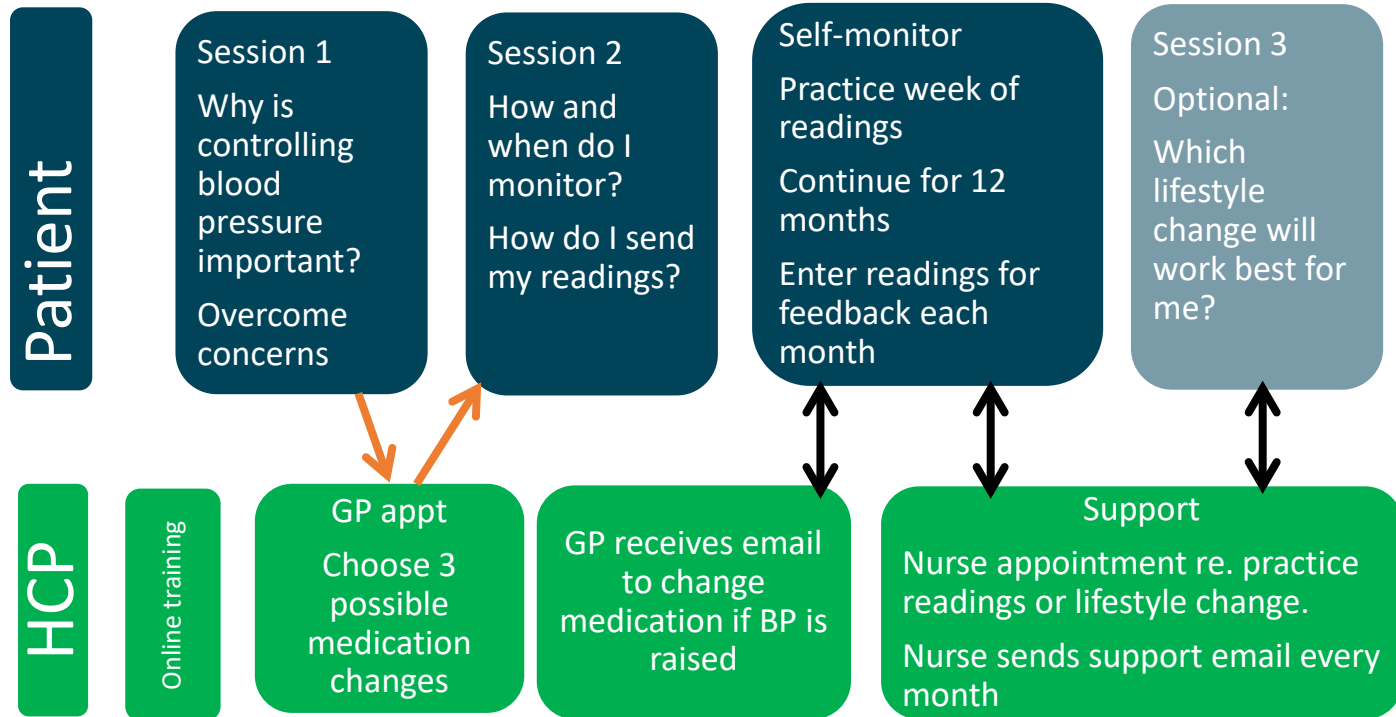 Patient
Session 1
Why is
controlling
blood
pressure
important?
Overcome
concerns
Session 2
How and
when do I
monitor?
How do I send
my readings?
Self-monitor
Practice week of
readings
Continue for 12
months
Enter readings for
feedback each
month
Session 3
Optional:
Which
lifestyle
change will
work best for
me?
HCP
Online training
GP appt
Choose 3
possible
medication
changes
GP receives email
to change
medication if BP is
raised
Support
Nurse appointment re. practice
readings or lifestyle change.
Nurse sends support email every
month